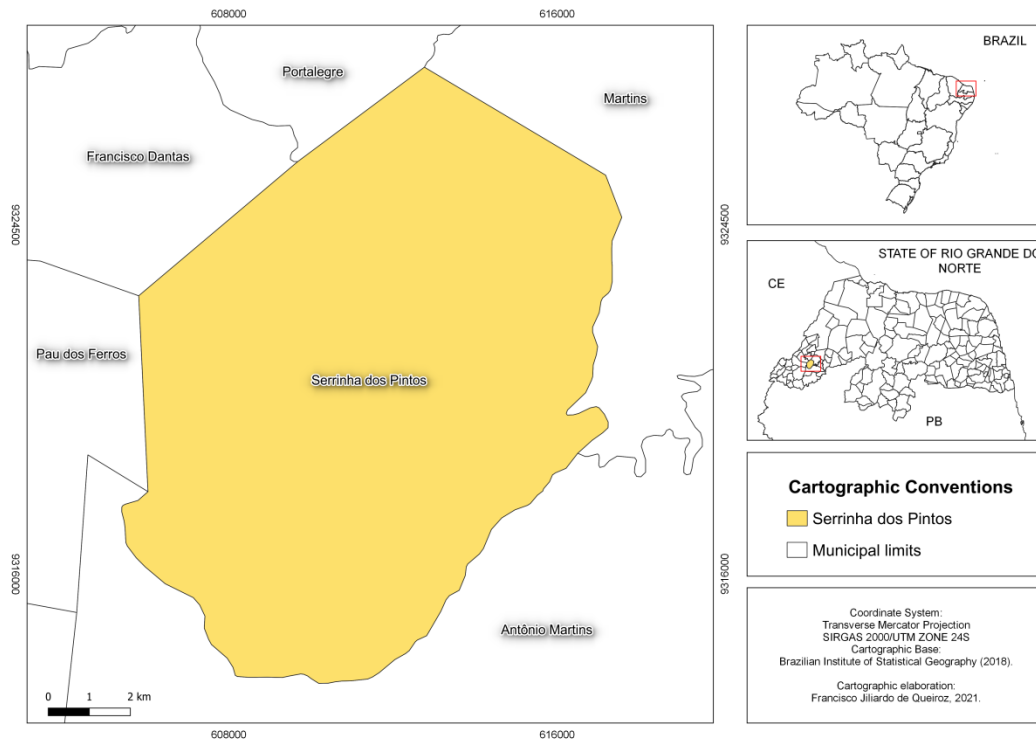 608000
616000
Portalegre
Martins
Francisco Dantas
9324500
9324500
Pau dos Ferros
Serrinha dos Pintos
9316000
9316000
Antônio Martins
0 1 2 km
608000
616000
BRAZIL
STATE OF RIO GRANDE DO
NORTE
CE
PB
Cartographic Conventions
Serrinha dos Pintos
Municipal limits
Coordinate System:
Transverse Mercator Projection
SIRGAS 2000/UTM ZONE 24S
Cartographic Base:
Brazilian Institute of Statistical Geography (2018).
Cartographic elaboration:
Francisco Jiliardo de Queiroz, 2021.